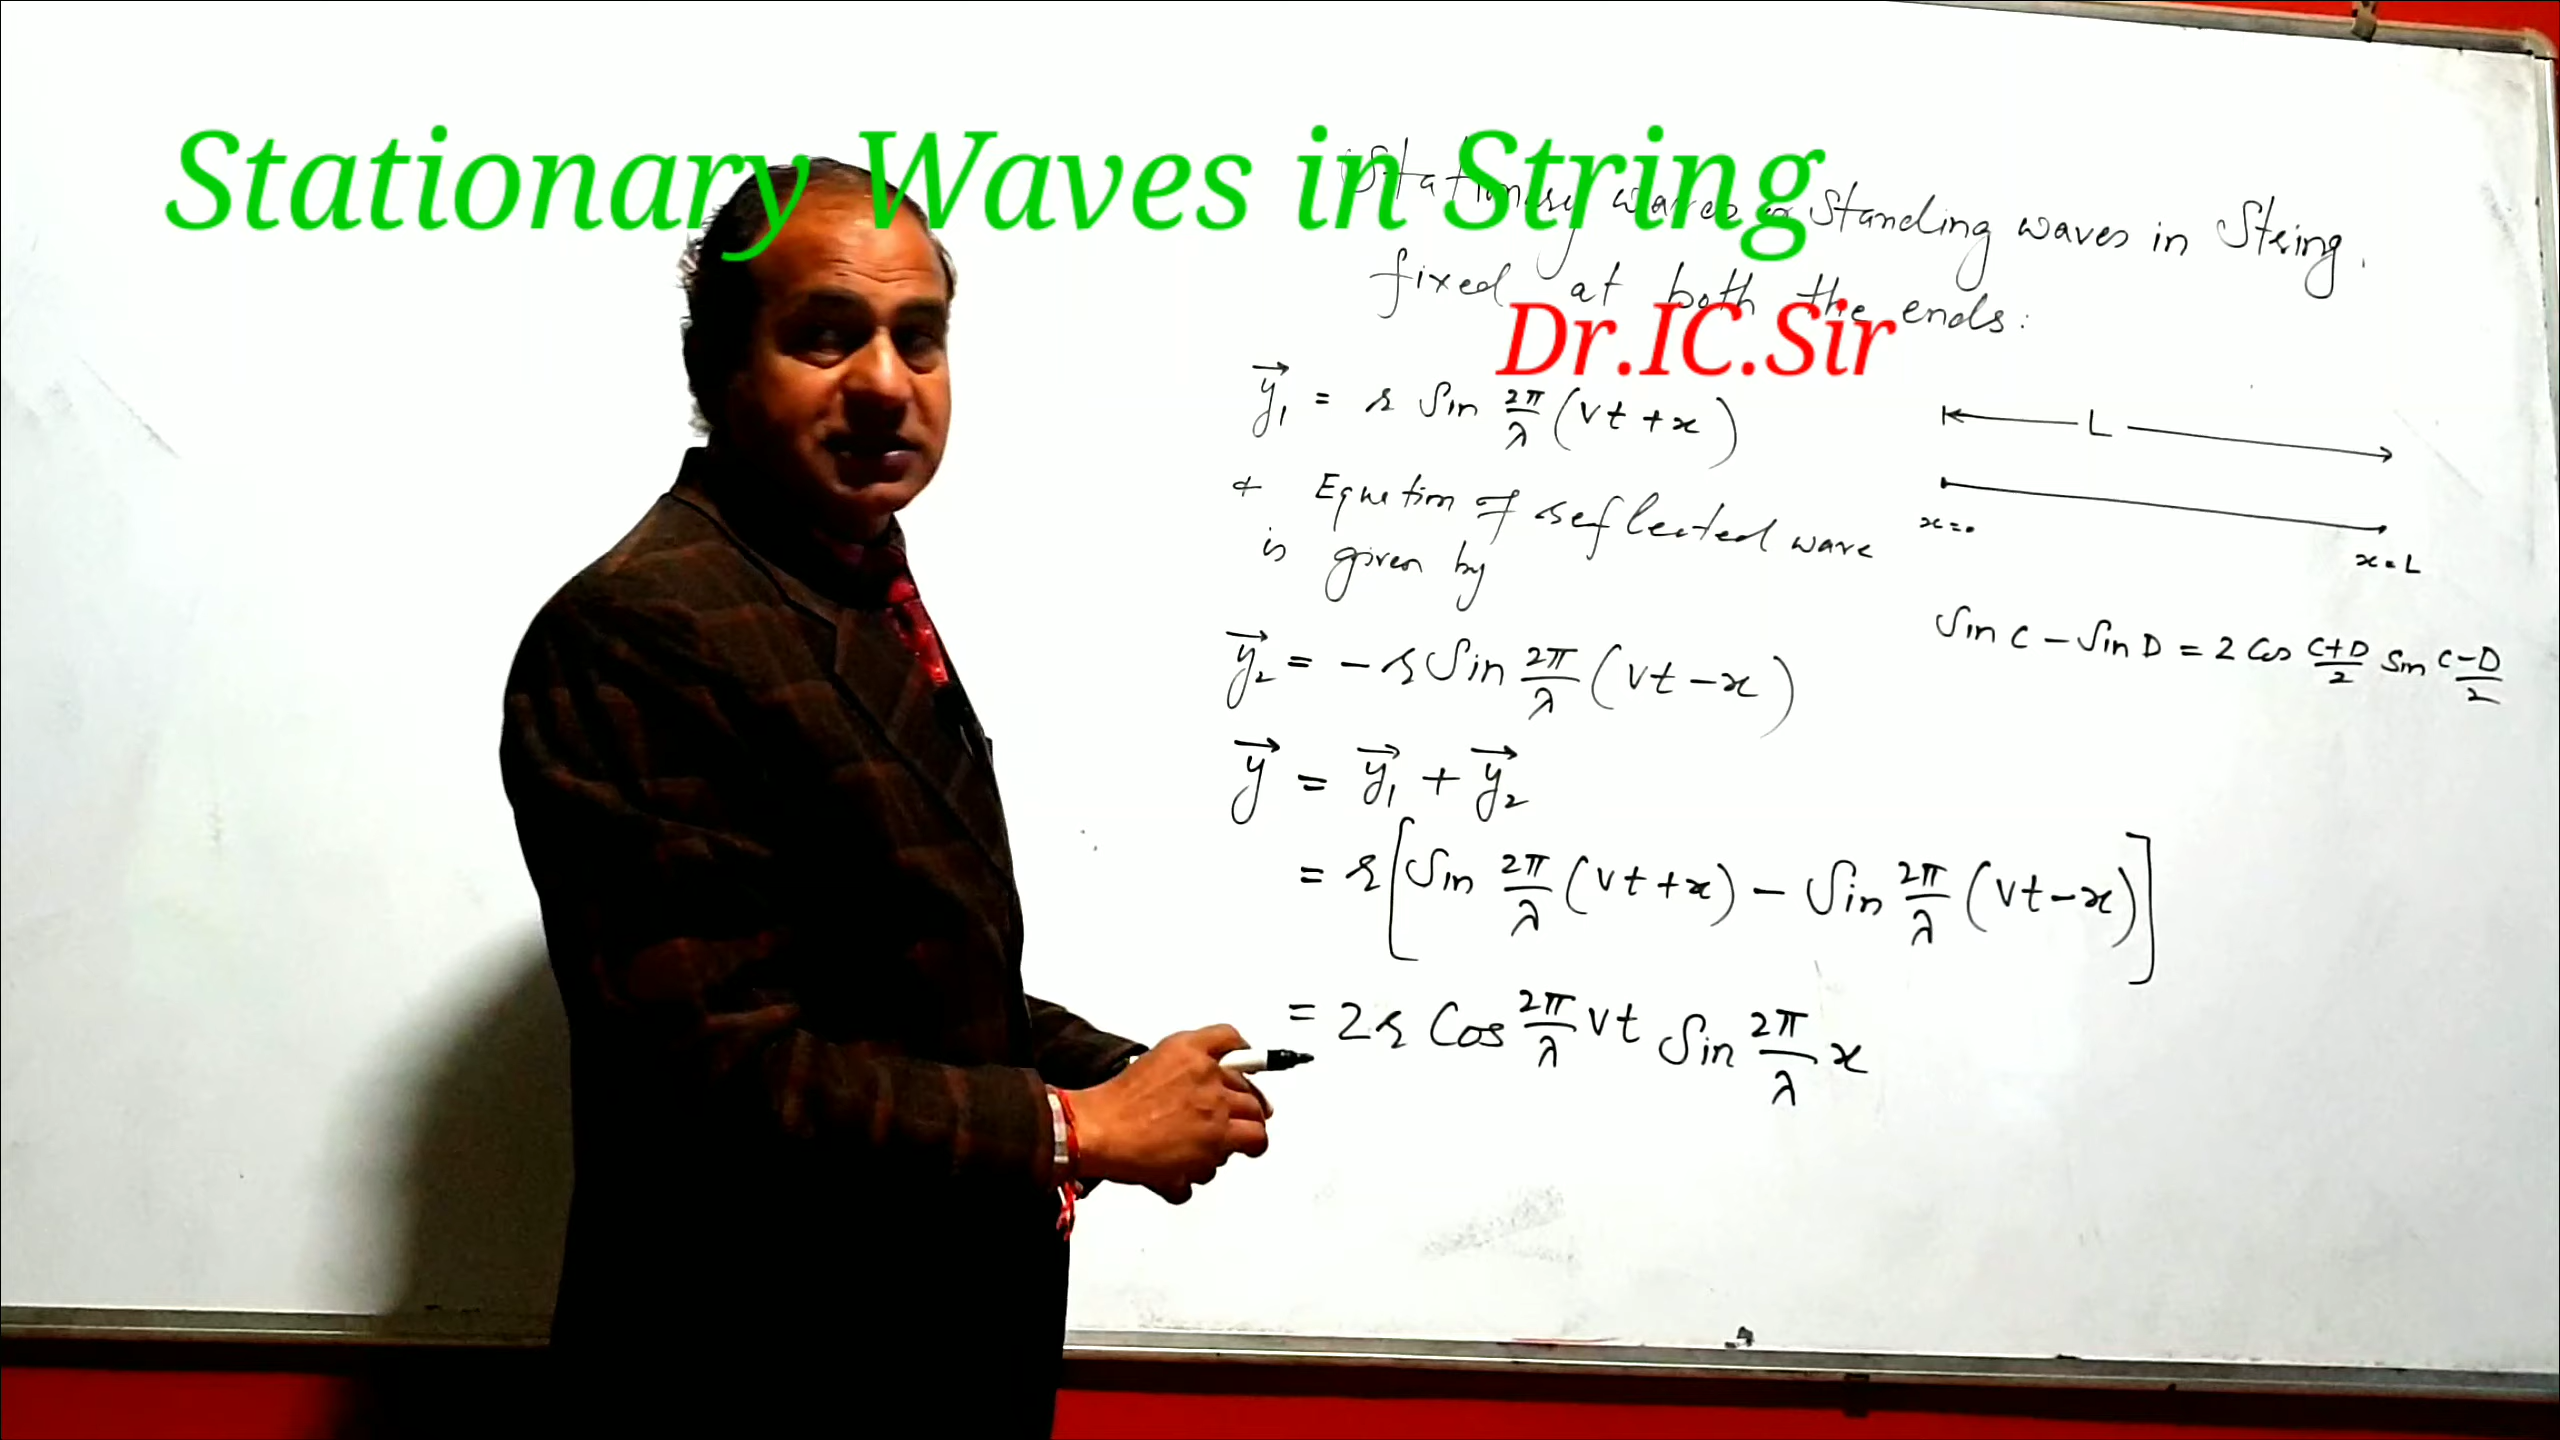 Stationary Waves in String
Dr.IC.Sir
Stationary waves or Standing waves in String.
fixed at both the ends:
y₁⃗ = r Sin 2π/λ (vt + x)
L
+ Equation of reflected wave
is given by
x=0
x=L
Sin C − Sin D = 2 Cos C+D/2 Sin C−D/2
y₂⃗ = − r Sin 2π/λ (vt − x)
y⃗ = y₁⃗ + y₂⃗
= r [Sin 2π/λ (vt + x) − Sin 2π/λ (vt − x)]
= 2r Cos 2π/λ vt Sin 2π/λ x